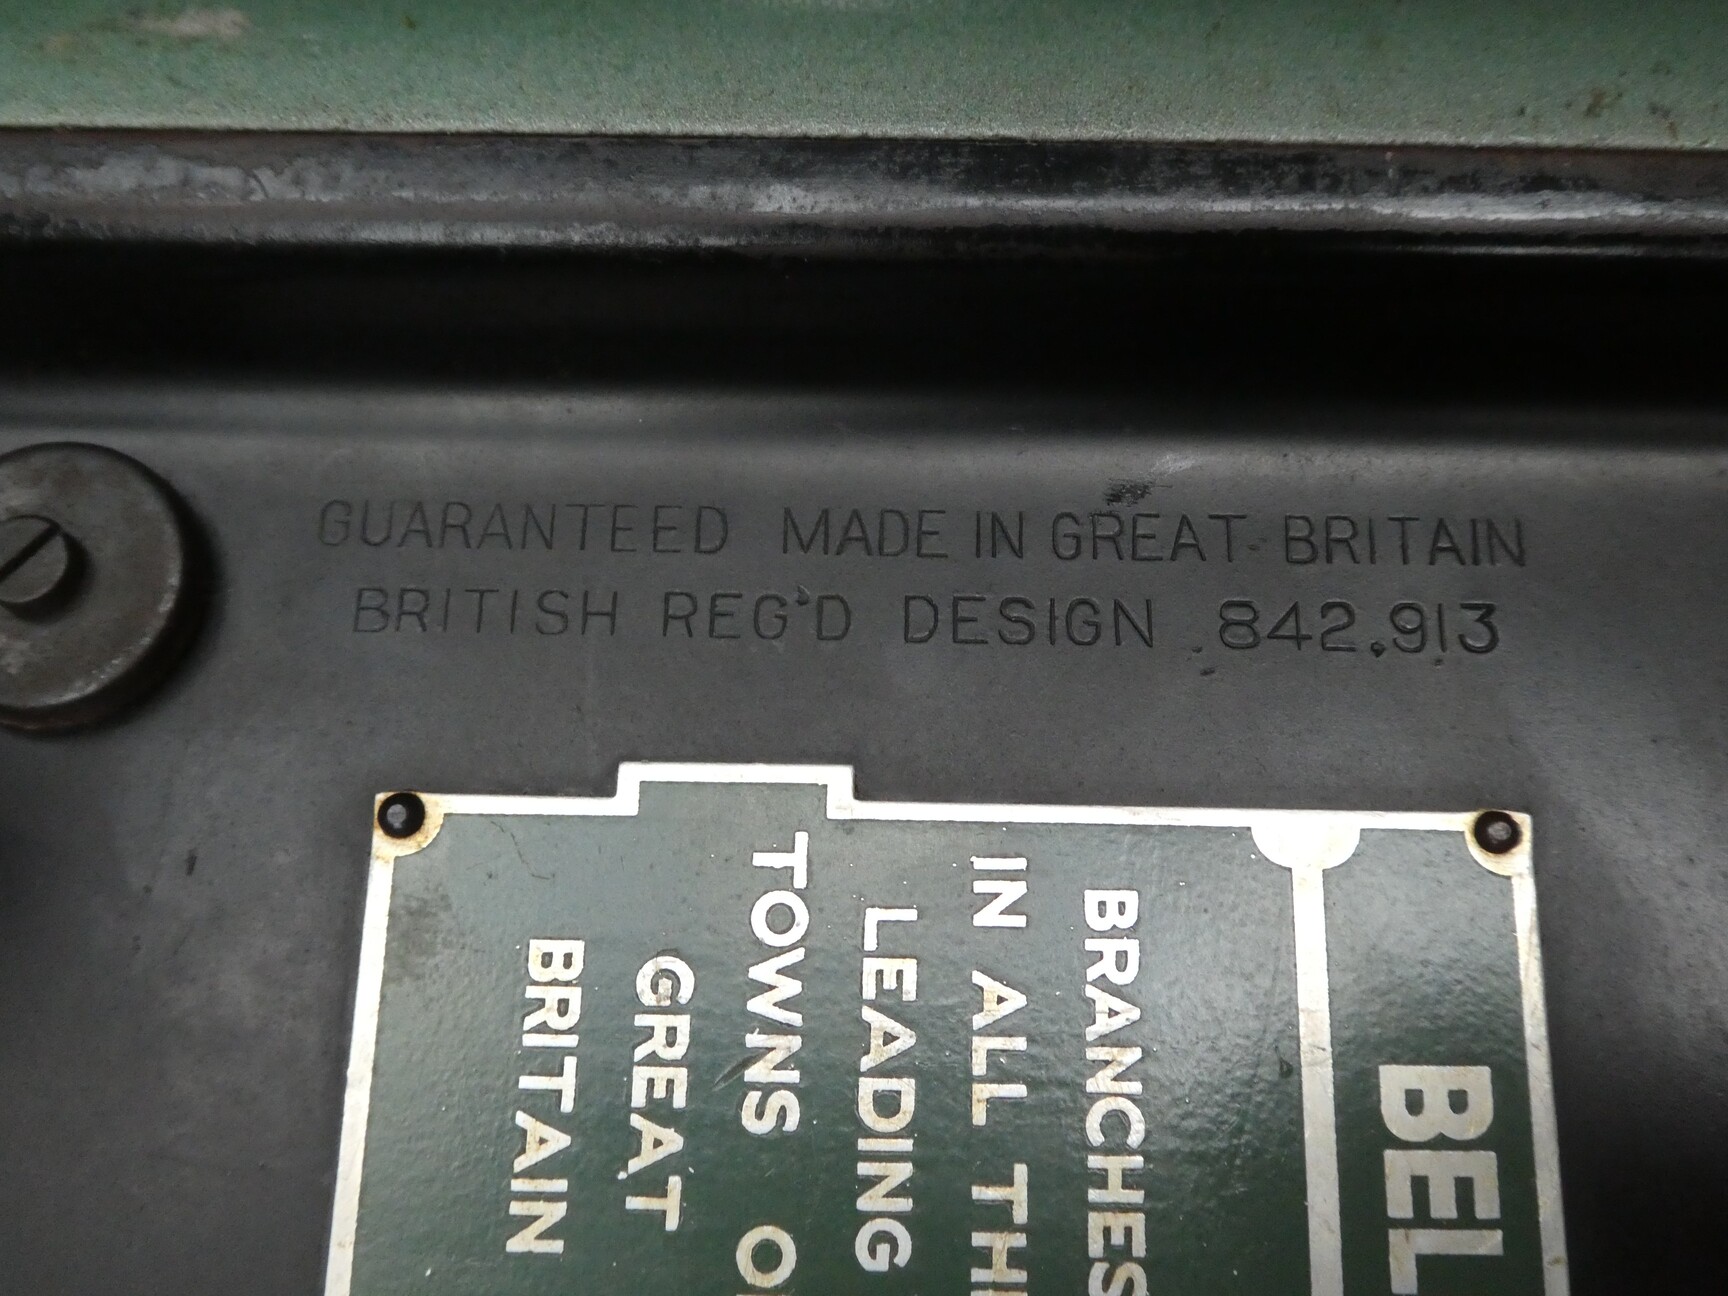 GUARANTEED MADE IN GREAT BRITAIN
BRITISH REG'D DESIGN 842.913
BEL
BRANCHES
IN ALL THE
LEADING
TOWNS O
GREAT
BRITAIN